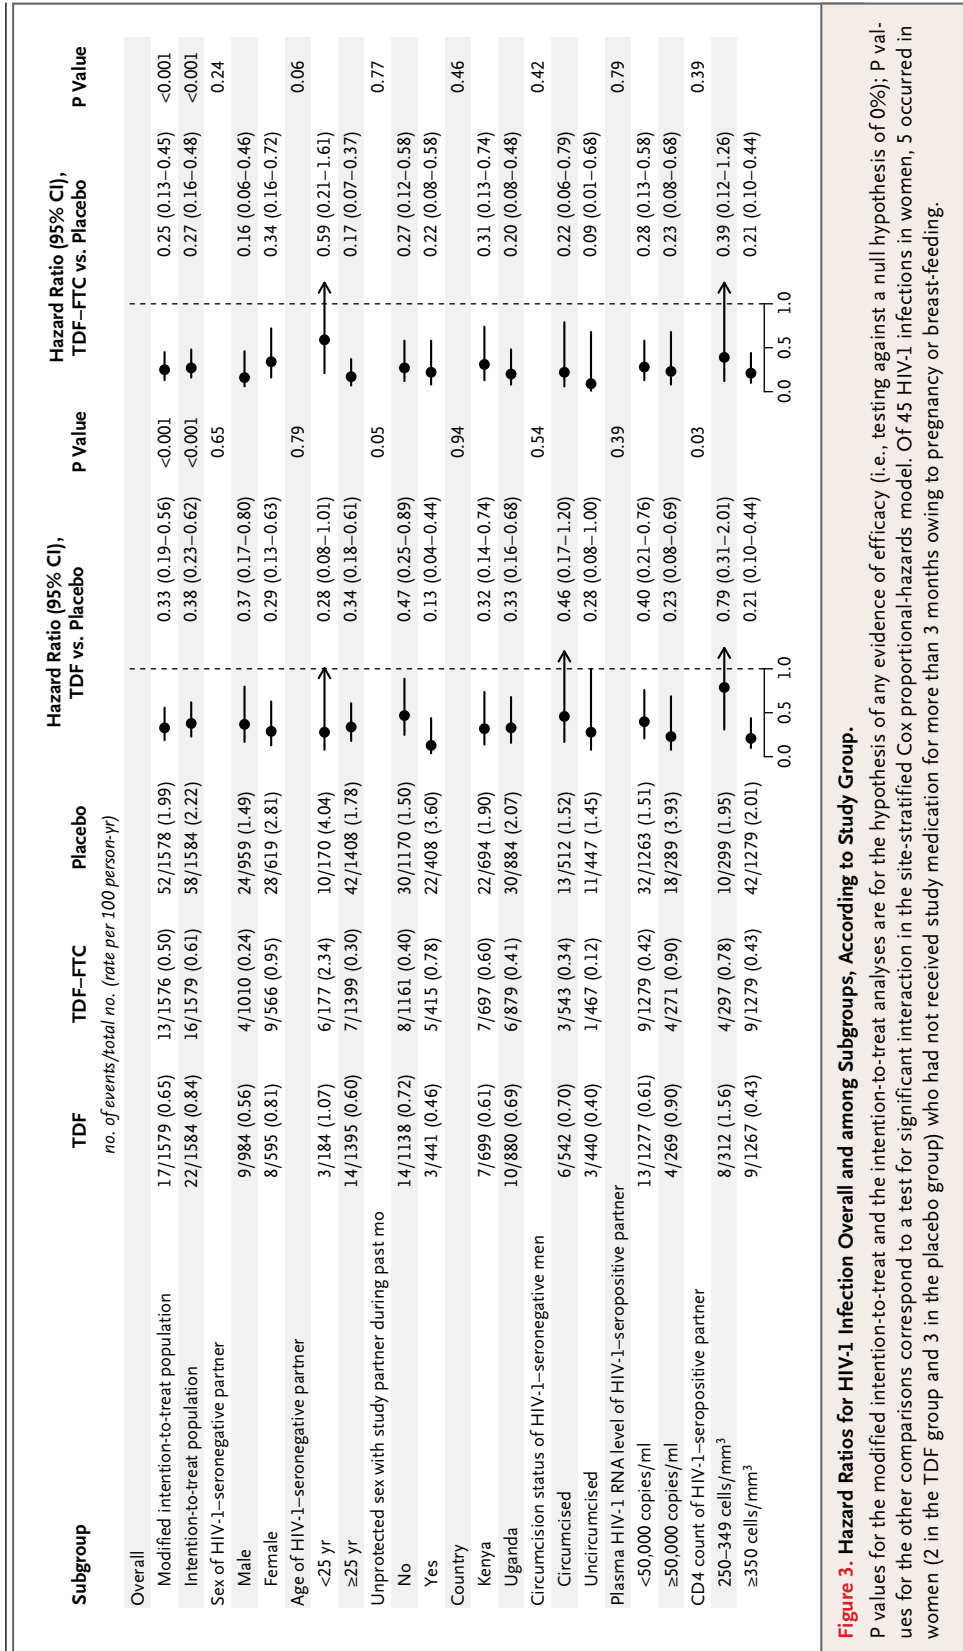 Subgroup TDF TDF–FTC Placebo Hazard Ratio (95% CI), TDF vs. Placebo P Value Hazard Ratio (95% CI), TDF–FTC vs. Placebo P Value
no. of events/total no. (rate per 100 person-yr)
Overall
Modified intention-to-treat population 17/1579 (0.65) 13/1576 (0.50) 52/1578 (1.99) 0.33 (0.19–0.56) <0.001 0.25 (0.13–0.45) <0.001
Intention-to-treat population 22/1584 (0.84) 16/1579 (0.61) 58/1584 (2.22) 0.38 (0.23–0.62) <0.001 0.27 (0.16–0.48) <0.001
Sex of HIV-1–seronegative partner 0.65 0.24
Male 9/984 (0.56) 4/1010 (0.24) 24/959 (1.49) 0.37 (0.17–0.80) 0.16 (0.06–0.46)
Female 8/595 (0.81) 9/566 (0.95) 28/619 (2.81) 0.29 (0.13–0.63) 0.34 (0.16–0.72)
Age of HIV-1–seronegative partner 0.79 0.06
<25 yr 3/184 (1.07) 6/177 (2.34) 10/170 (4.04) 0.28 (0.08–1.01) 0.59 (0.21–1.61)
≥25 yr 14/1395 (0.60) 7/1399 (0.30) 42/1408 (1.78) 0.34 (0.18–0.61) 0.17 (0.07–0.37)
Unprotected sex with study partner during past mo 0.05 0.77
No 14/1138 (0.72) 8/1161 (0.40) 30/1170 (1.50) 0.47 (0.25–0.89) 0.27 (0.12–0.58)
Yes 3/441 (0.46) 5/415 (0.78) 22/408 (3.60) 0.13 (0.04–0.44) 0.22 (0.08–0.58)
Country 0.94 0.46
Kenya 7/699 (0.61) 7/697 (0.60) 22/694 (1.90) 0.32 (0.14–0.74) 0.31 (0.13–0.74)
Uganda 10/880 (0.69) 6/879 (0.41) 30/884 (2.07) 0.33 (0.16–0.68) 0.20 (0.08–0.48)
Circumcision status of HIV-1–seronegative men 0.54 0.42
Circumcised 6/542 (0.70) 3/543 (0.34) 13/512 (1.52) 0.46 (0.17–1.20) 0.22 (0.06–0.79)
Uncircumcised 3/440 (0.40) 1/467 (0.12) 11/447 (1.45) 0.28 (0.08–1.00) 0.09 (0.01–0.68)
Plasma HIV-1 RNA level of HIV-1–seropositive partner 0.39 0.79
<50,000 copies/ml 13/1277 (0.61) 9/1279 (0.42) 32/1263 (1.51) 0.40 (0.21–0.76) 0.28 (0.13–0.58)
≥50,000 copies/ml 4/269 (0.90) 4/271 (0.90) 18/289 (3.93) 0.23 (0.08–0.69) 0.23 (0.08–0.68)
CD4 count of HIV-1–seropositive partner 0.03 0.39
250–349 cells/mm³ 8/312 (1.56) 4/297 (0.78) 10/299 (1.95) 0.79 (0.31–2.01) 0.39 (0.12–1.26)
≥350 cells/mm³ 9/1267 (0.43) 9/1279 (0.43) 42/1279 (2.01) 0.21 (0.10–0.44) 0.21 (0.10–0.44)
0.0 0.5 1.0 0.0 0.5 1.0
Figure 3. Hazard Ratios for HIV-1 Infection Overall and among Subgroups, According to Study Group.
P values for the modified intention-to-treat and the intention-to-treat analyses are for the hypothesis of any evidence of efficacy (i.e., testing against a null hypothesis of 0%); P val-
ues for the other comparisons correspond to a test for significant interaction in the site-stratified Cox proportional-hazards model. Of 45 HIV-1 infections in women, 5 occurred in
women (2 in the TDF group and 3 in the placebo group) who had not received study medication for more than 3 months owing to pregnancy or breast-feeding.